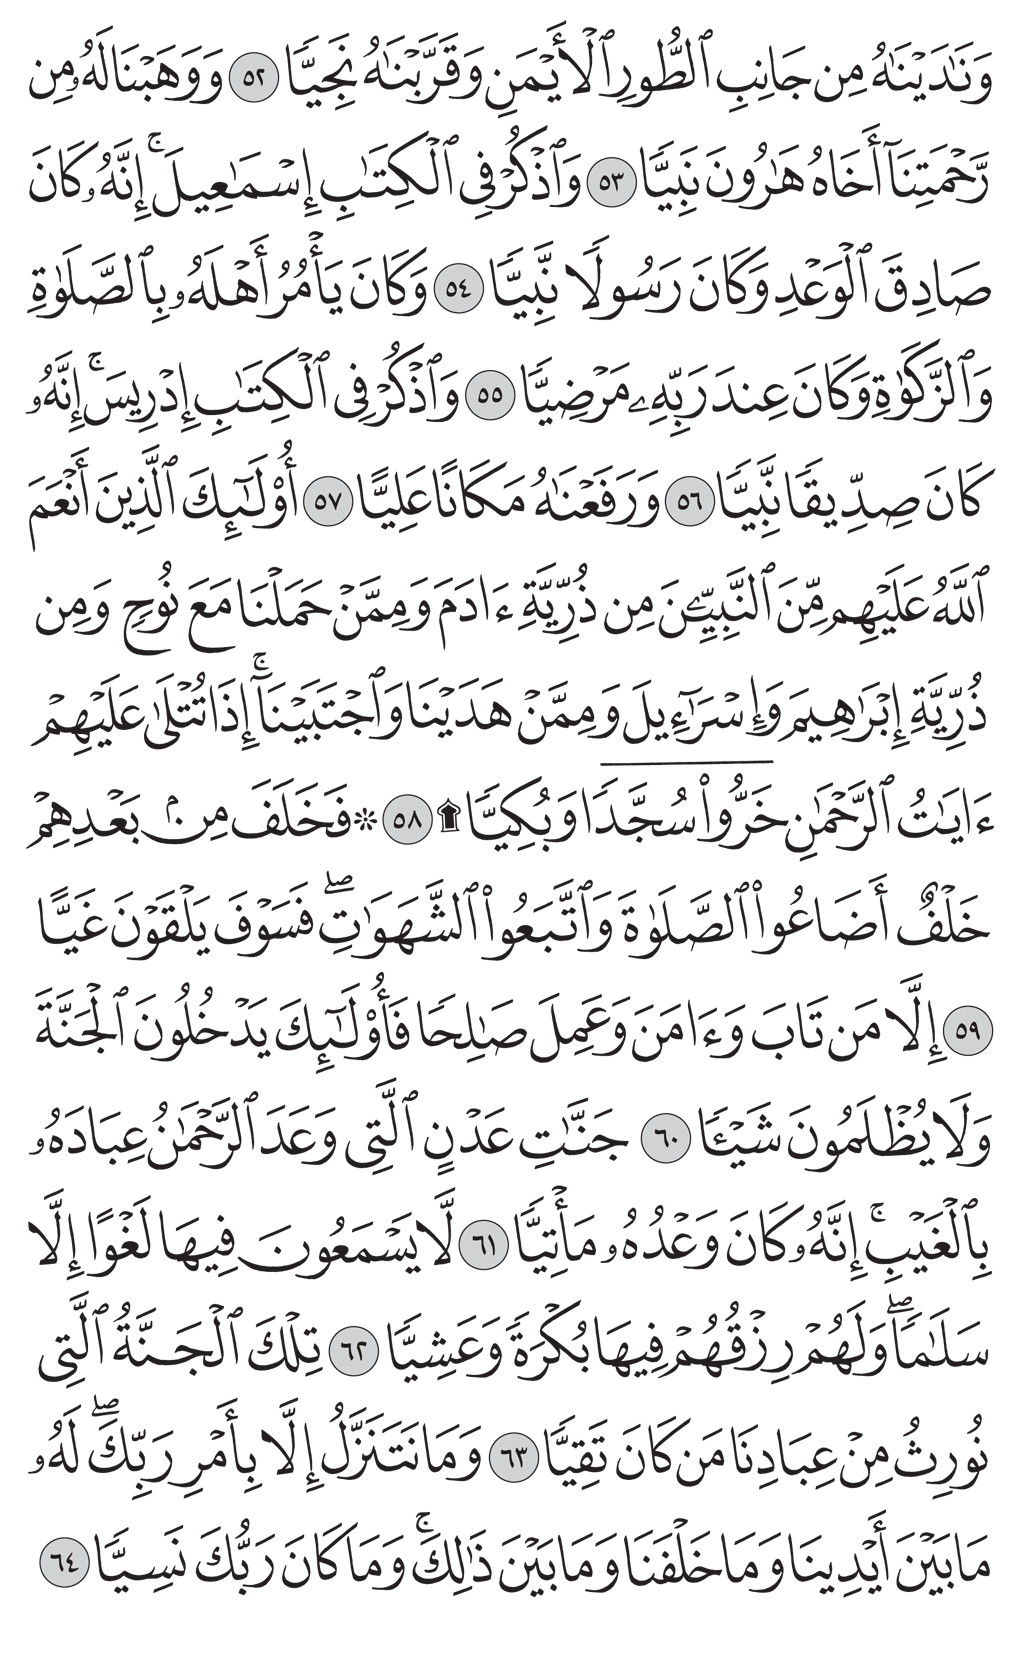 وَنَٰدَيۡنَٰهُ مِن جَانِبِ ٱلطُّورِ ٱلۡأَيۡمَنِ وَقَرَّبۡنَٰهُ نَجِيّٗا ٥٢ وَوَهَبۡنَا لَهُۥ مِن
رَّحۡمَتِنَآ أَخَاهُ هَٰرُونَ نَبِيّٗا ٥٣ وَٱذۡكُرۡ فِي ٱلۡكِتَٰبِ إِسۡمَٰعِيلَۚ إِنَّهُۥ كَانَ
صَادِقَ ٱلۡوَعۡدِ وَكَانَ رَسُولٗا نَّبِيّٗا ٥٤ وَكَانَ يَأۡمُرُ أَهۡلَهُۥ بِٱلصَّلَوٰةِ
وَٱلزَّكَوٰةِ وَكَانَ عِندَ رَبِّهِۦ مَرۡضِيّٗا ٥٥ وَٱذۡكُرۡ فِي ٱلۡكِتَٰبِ إِدۡرِيسَۚ إِنَّهُۥ
كَانَ صِدِّيقٗا نَّبِيّٗا ٥٦ وَرَفَعۡنَٰهُ مَكَانًا عَلِيًّا ٥٧ أُوْلَٰٓئِكَ ٱلَّذِينَ أَنۡعَمَ
ٱللَّهُ عَلَيۡهِم مِّنَ ٱلنَّبِيِّـۧنَ مِن ذُرِّيَّةِ ءَادَمَ وَمِمَّنۡ حَمَلۡنَا مَعَ نُوحٖ وَمِن
ذُرِّيَّةِ إِبۡرَٰهِيمَ وَإِسۡرَٰٓءِيلَ وَمِمَّنۡ هَدَيۡنَا وَٱجۡتَبَيۡنَآۚ إِذَا تُتۡلَىٰ عَلَيۡهِمۡ
ءَايَٰتُ ٱلرَّحۡمَٰنِ خَرُّواْ سُجَّدٗا وَبُكِيّٗا ۩ ٥٨ ۞ فَخَلَفَ مِنۢ بَعۡدِهِمۡ
خَلۡفٌ أَضَاعُواْ ٱلصَّلَوٰةَ وَٱتَّبَعُواْ ٱلشَّهَوَٰتِۖ فَسَوۡفَ يَلۡقَوۡنَ غَيًّا
٥٩ إِلَّا مَن تَابَ وَءَامَنَ وَعَمِلَ صَٰلِحٗا فَأُوْلَٰٓئِكَ يَدۡخُلُونَ ٱلۡجَنَّةَ
وَلَا يُظۡلَمُونَ شَيۡـٔٗا ٦٠ جَنَّٰتِ عَدۡنٍ ٱلَّتِي وَعَدَ ٱلرَّحۡمَٰنُ عِبَادَهُۥ
بِٱلۡغَيۡبِۚ إِنَّهُۥ كَانَ وَعۡدُهُۥ مَأۡتِيّٗا ٦١ لَّا يَسۡمَعُونَ فِيهَا لَغۡوًا إِلَّا
سَلَٰمٗاۖ وَلَهُمۡ رِزۡقُهُمۡ فِيهَا بُكۡرَةٗ وَعَشِيّٗا ٦٢ تِلۡكَ ٱلۡجَنَّةُ ٱلَّتِي
نُورِثُ مِنۡ عِبَادِنَا مَن كَانَ تَقِيّٗا ٦٣ وَمَا نَتَنَزَّلُ إِلَّا بِأَمۡرِ رَبِّكَۖ لَهُۥ
مَا بَيۡنَ أَيۡدِينَا وَمَا خَلۡفَنَا وَمَا بَيۡنَ ذَٰلِكَۚ وَمَا كَانَ رَبُّكَ نَسِيّٗا ٦٤